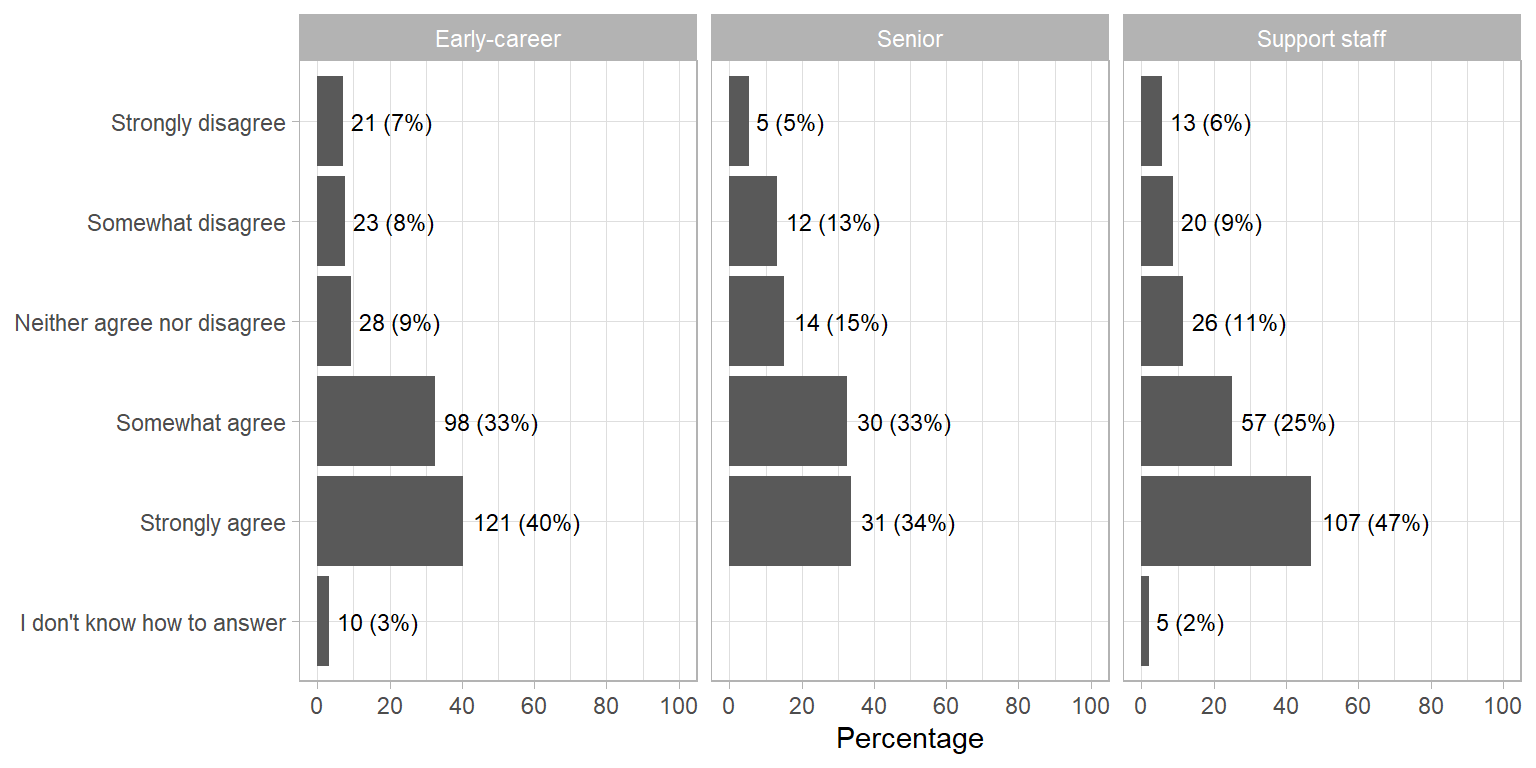 Early-career Senior Support staff
Strongly disagree 21 (7%) 5 (5%) 13 (6%)
Somewhat disagree 23 (8%) 12 (13%) 20 (9%)
Neither agree nor disagree 28 (9%) 14 (15%) 26 (11%)
Somewhat agree 98 (33%) 30 (33%) 57 (25%)
Strongly agree 121 (40%) 31 (34%) 107 (47%)
I don't know how to answer 10 (3%) 5 (2%)
0 20 40 60 80 100 0 20 40 60 80 100 0 20 40 60 80 100
Percentage